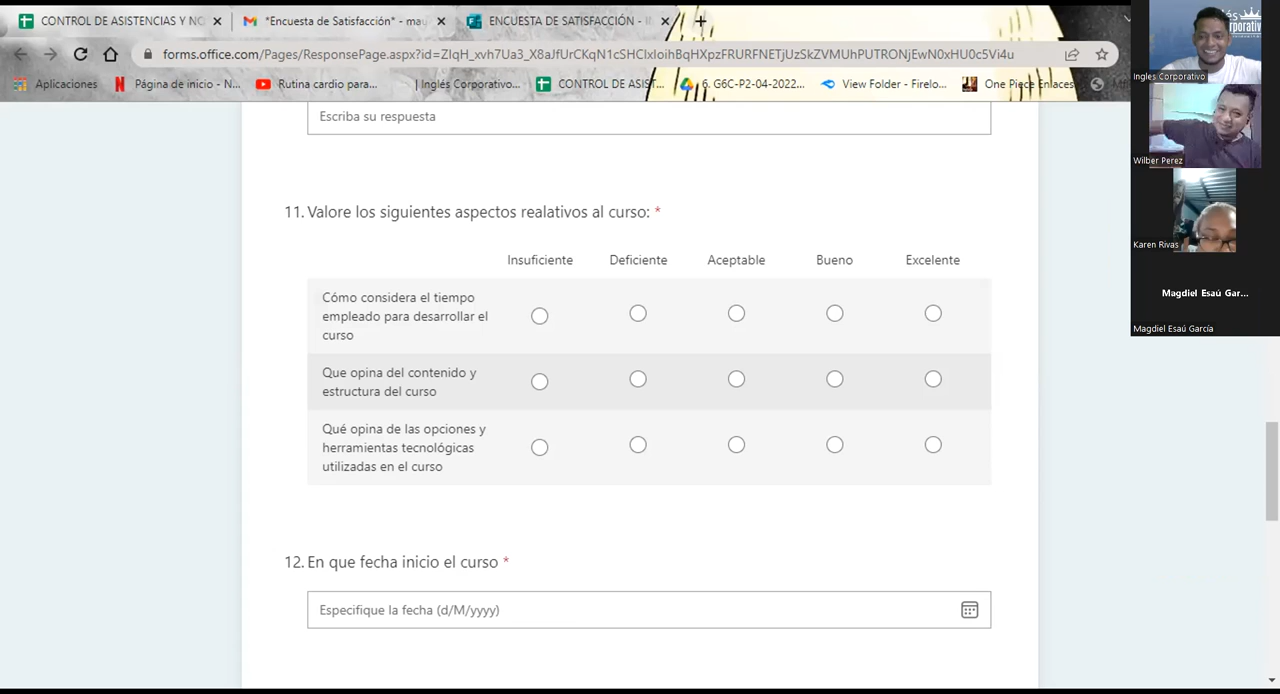 CONTROL DE ASISTENCIAS Y NO
*Encuesta de Satisfacción* - mau
ENCUESTA DE SATISFACCIÓN - I
forms.office.com/Pages/ResponsePage.aspx?id=ZIqH_xvh7Ua3_X8aJfUrCKqN1cSHCIxIoihBqHXpzFRURFNETjUzSkZVMUhPUTRONjEwN0xHU0c5Vi4u
Aplicaciones
Página de inicio - N...
Rutina cardio para...
| Inglés Corporativo...
CONTROL DE ASIST...
6. G6C-P2-04-2022...
View Folder - Firelo...
One Piece Enlaces
Ingles Corporativo
Wilber Perez
Karen Rivas
Magdiel Esaú Gar...
Magdiel Esaú García
Escriba su respuesta
11. Valore los siguientes aspectos realativos al curso: *
Insuficiente Deficiente Aceptable Bueno Excelente
Cómo considera el tiempo
empleado para desarrollar el
curso
Que opina del contenido y
estructura del curso
Qué opina de las opciones y
herramientas tecnológicas
utilizadas en el curso
12. En que fecha inicio el curso *
Especifique la fecha (d/M/yyyy)